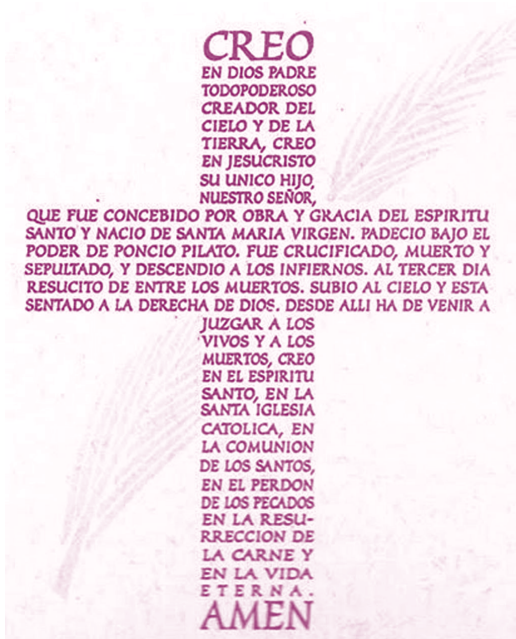 CREO
EN DIOS PADRE
TODOPODEROSO
CREADOR DEL
CIELO Y DE LA
TIERRA, CREO
EN JESUCRISTO
SU UNICO HIJO,
NUESTRO SEÑOR,
QUE FUE CONCEBIDO POR OBRA Y GRACIA DEL ESPIRITU
SANTO Y NACIO DE SANTA MARIA VIRGEN. PADECIO BAJO EL
PODER DE PONCIO PILATO. FUE CRUCIFICADO, MUERTO Y
SEPULTADO, Y DESCENDIO A LOS INFIERNOS. AL TERCER DIA
RESUCITO DE ENTRE LOS MUERTOS. SUBIO AL CIELO Y ESTA
SENTADO A LA DERECHA DE DIOS. DESDE ALLI HA DE VENIR A
JUZGAR A LOS
VIVOS Y A LOS
MUERTOS, CREO
EN EL ESPIRITU
SANTO, EN LA
SANTA IGLESIA
CATOLICA, EN
LA COMUNION
DE LOS SANTOS,
EN EL PERDON
DE LOS PECADOS
EN LA RESU-
RRECCION DE
LA CARNE Y
EN LA VIDA
ETERNA.
AMEN